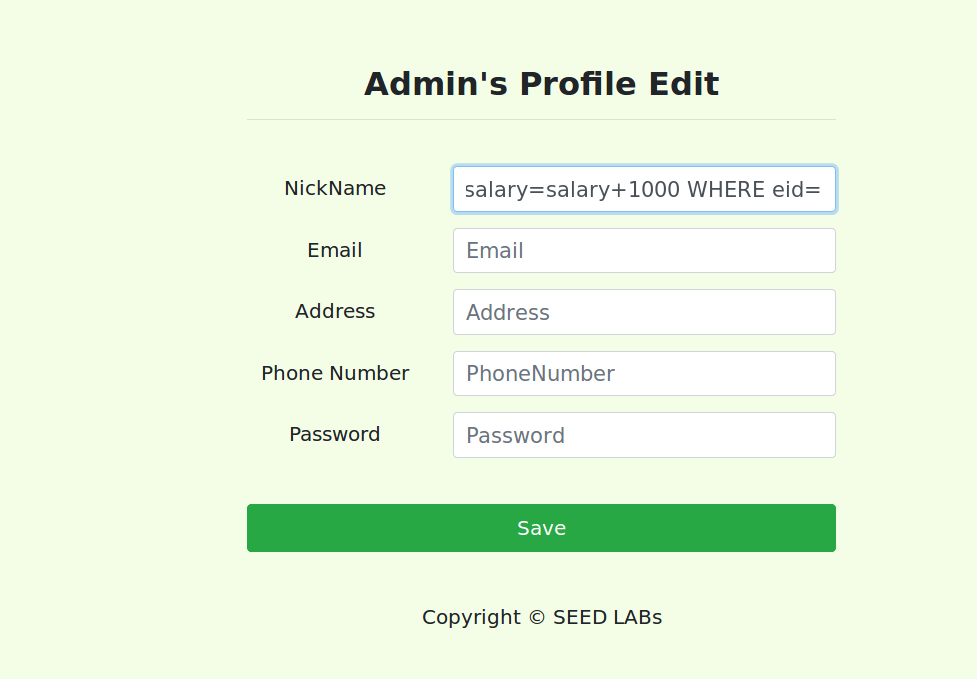 Admin's Profile Edit
NickName salary=salary+1000 WHERE eid=
Email Email
Address Address
Phone Number PhoneNumber
Password Password
Save
Copyright © SEED LABs